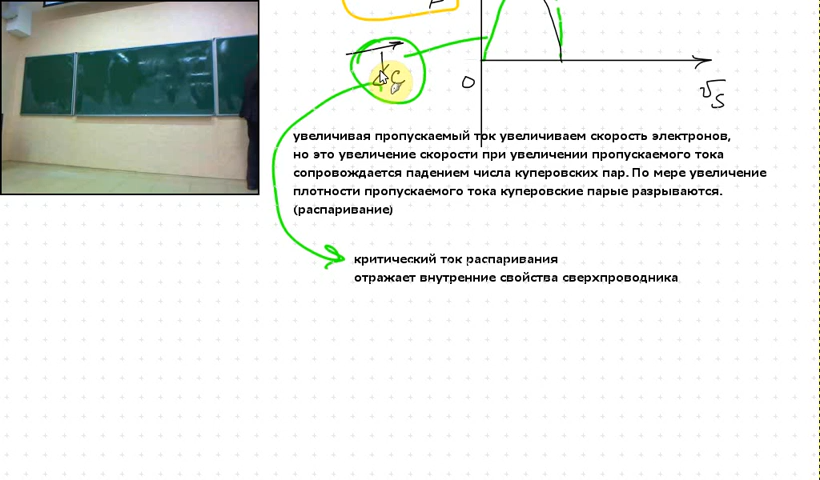 0
√S
увеличивая пропускаемый ток увеличиваем скорость электронов,
но это увеличение скорости при увеличении пропускаемого тока
сопровождается падением числа куперовских пар. По мере увеличение
плотности пропускаемого тока куперовские парые разрываются.
(распаривание)
критический ток распаривания
отражает внутренние свойства сверхпроводника